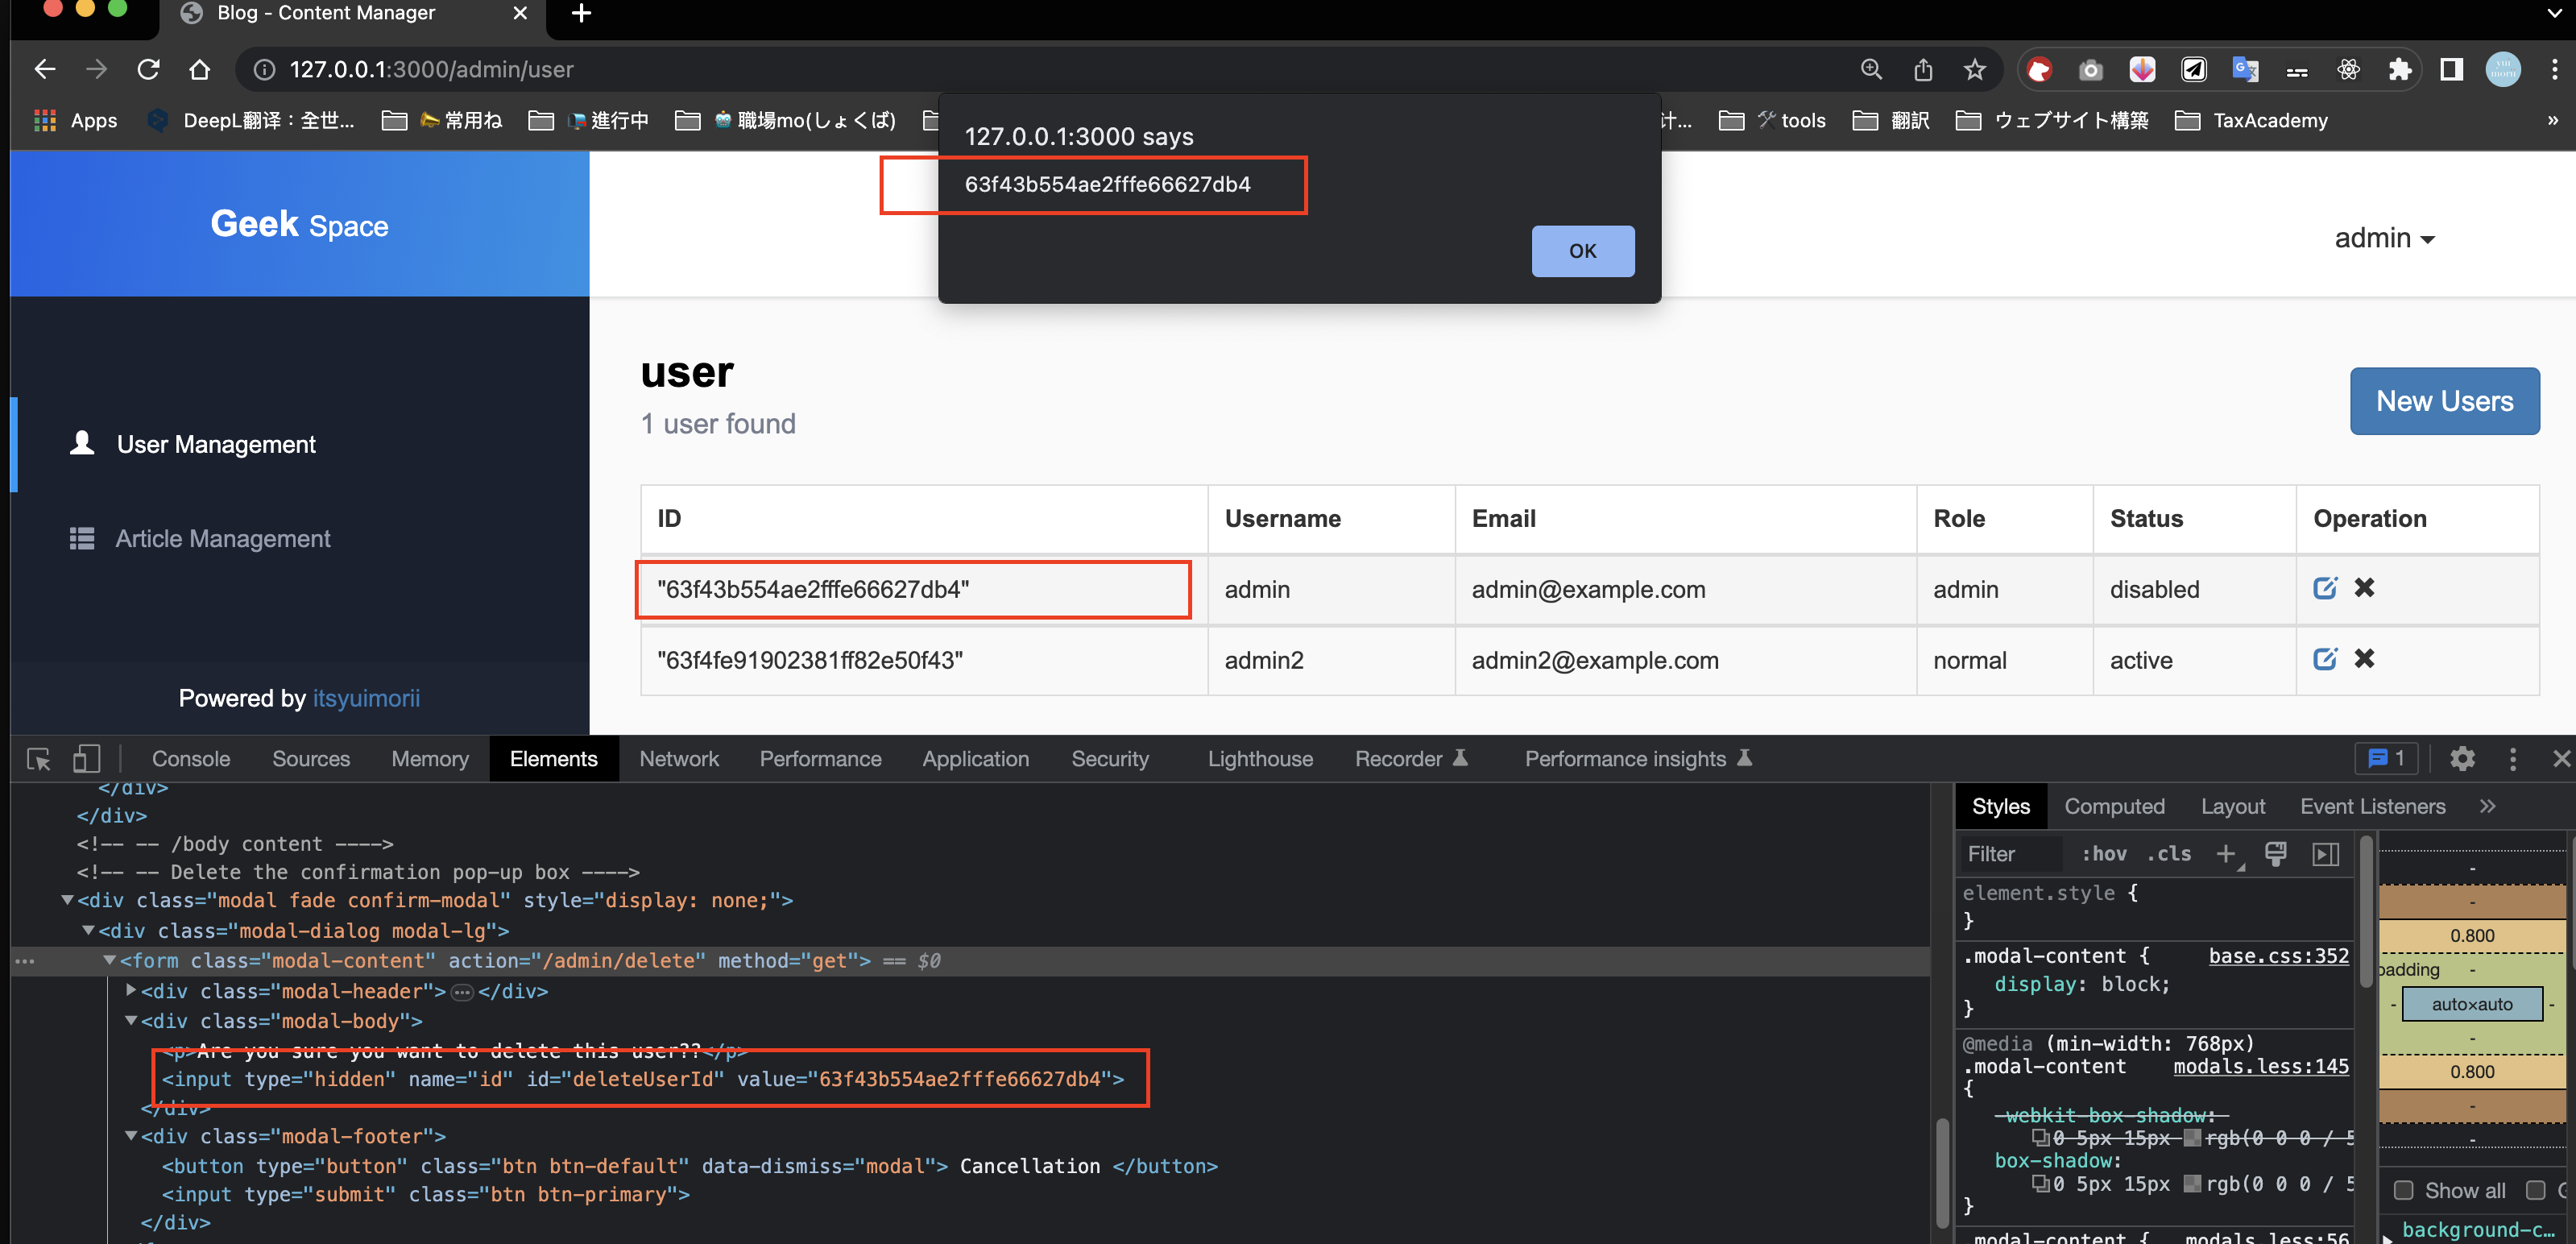 Blog - Content Manager
127.0.0.1:3000/admin/user
Apps
DeepL翻译：全世...
常用ね
進行中
職場mo(しょくば)
计...
tools
翻訳
ウェブサイト構築
TaxAcademy
»
127.0.0.1:3000 says
63f43b554ae2fffe66627db4
OK
Geek Space
admin
User Management
Article Management
Powered by itsyuimorii
user
1 user found
New Users
ID Username Email Role Status Operation
"63f43b554ae2fffe66627db4" admin admin@example.com admin disabled
"63f4fe91902381ff82e50f43" admin2 admin2@example.com normal active
Console Sources Memory Elements Network Performance Application Security Lighthouse Recorder Performance insights 1
</div>
</div>
<!-- -- /body content ---->
<!-- -- Delete the confirmation pop-up box ---->
<div class="modal fade confirm-modal" style="display: none;">
<div class="modal-dialog modal-lg">
<form class="modal-content" action="/admin/delete" method="get"> == $0
<div class="modal-header"> ... </div>
<div class="modal-body">
<p>Are you sure you want to delete this user??</p>
<input type="hidden" name="id" id="deleteUserId" value="63f43b554ae2fffe66627db4">
</div>
<div class="modal-footer">
<button type="button" class="btn btn-default" data-dismiss="modal"> Cancellation </button>
<input type="submit" class="btn btn-primary">
</div>
Styles Computed Layout Event Listeners »
Filter :hov .cls +
element.style {
}
.modal-content { base.css:352
display: block;
}
@media (min-width: 768px)
.modal-content modals.less:145
{
-webkit-box-shadow:
0 5px 15px rgb(0 0 0 / 5
box-shadow:
0 5px 15px rgb(0 0 0 / 5
}
.modal-content { modals.less:56
-
-
0.800
padding -
- auto×auto -
-
0.800
-
-
Show all
background-c...